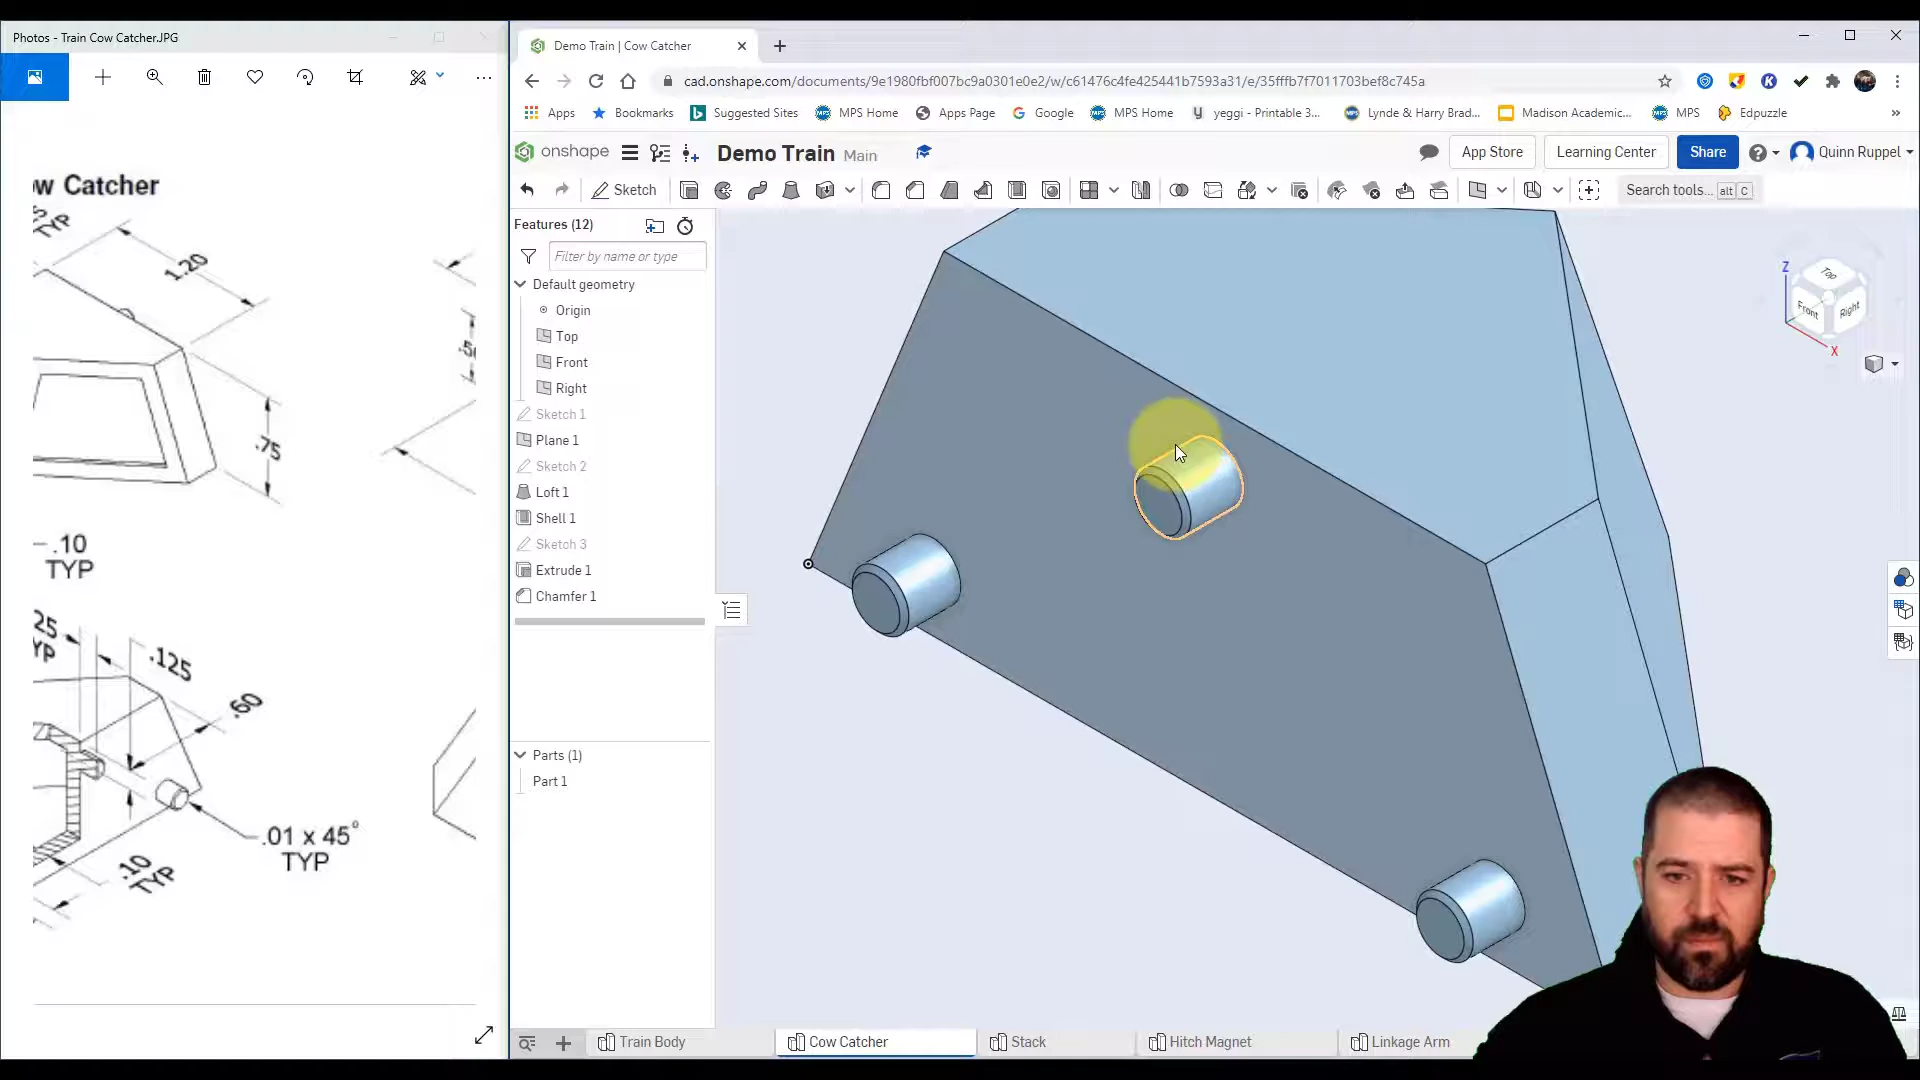 Photos - Train Cow Catcher.JPG
ow Catcher
TYP
1.20
.75
.10
TYP
.125
.60
.01 x 45°
TYP
.10
TYP
Demo Train | Cow Catcher
cad.onshape.com/documents/9e1980fbf007bc9a0301e0e2/w/c61476c4fe425441b7593a31/e/35fffb7f7011703bef8c745a
Apps
Bookmarks
Suggested Sites
MPS Home
Apps Page
Google
MPS Home
yeggi - Printable 3...
Lynde & Harry Brad...
Madison Academic...
MPS
Edpuzzle
onshape
Demo Train Main
App Store
Learning Center
Share
Quinn Ruppel
Sketch
Search tools... alt C
Features (12)
Filter by name or type
Default geometry
Origin
Top
Front
Right
Sketch 1
Plane 1
Sketch 2
Loft 1
Shell 1
Sketch 3
Extrude 1
Chamfer 1
Parts (1)
Part 1
Z
Top
Front
Right
X
Train Body
Cow Catcher
Stack
Hitch Magnet
Linkage Arm